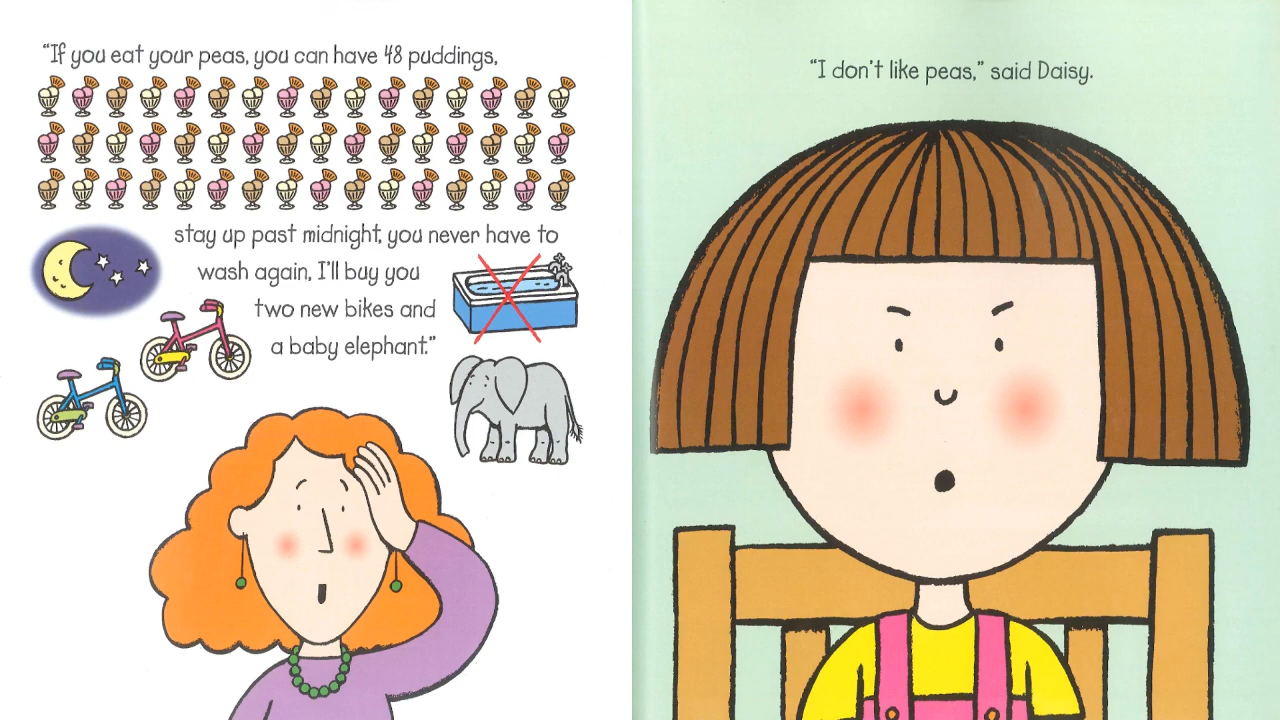 "If you eat your peas, you can have 48 puddings,
stay up past midnight, you never have to
wash again, I'll buy you
two new bikes and
a baby elephant."
"I don't like peas," said Daisy.